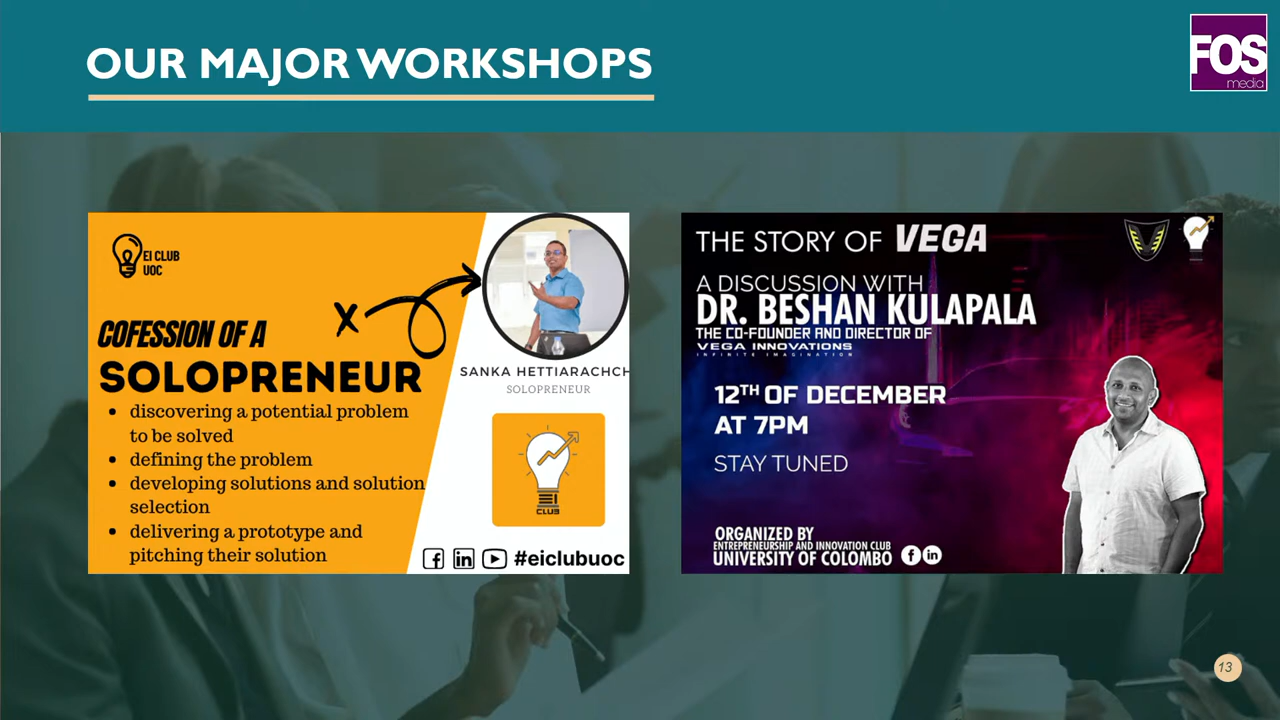 OUR MAJOR WORKSHOPS
FOS
media
EI CLUB
UOC
COFESSION OF A
SOLOPRENEUR
• discovering a potential problem
to be solved
• defining the problem
• developing solutions and solution
selection
• delivering a prototype and
pitching their solution
X
SANKA HETTIARACHCH
SOLOPRENEUR
EI
CLUB
#eiclubuoc
THE STORY OF VEGA
A DISCUSSION WITH
DR. BESHAN KULAPALA
THE CO-FOUNDER AND DIRECTOR OF
VEGA INNOVATIONS
INFINITE IMAGINATION
12TH OF DECEMBER
AT 7PM
STAY TUNED
ORGANIZED BY
ENTREPRENEURSHIP AND INNOVATION CLUB
UNIVERSITY OF COLOMBO
13